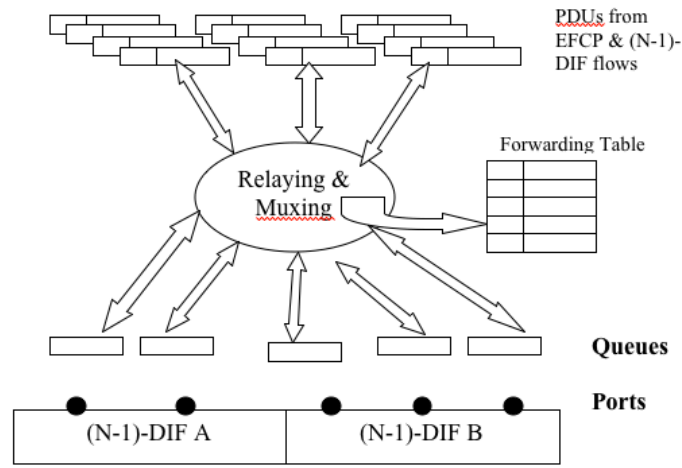 PDUs from
EFCP & (N-1)-
DIF flows
Forwarding Table
Relaying &
Muxing
Queues
Ports
(N-1)-DIF A
(N-1)-DIF B